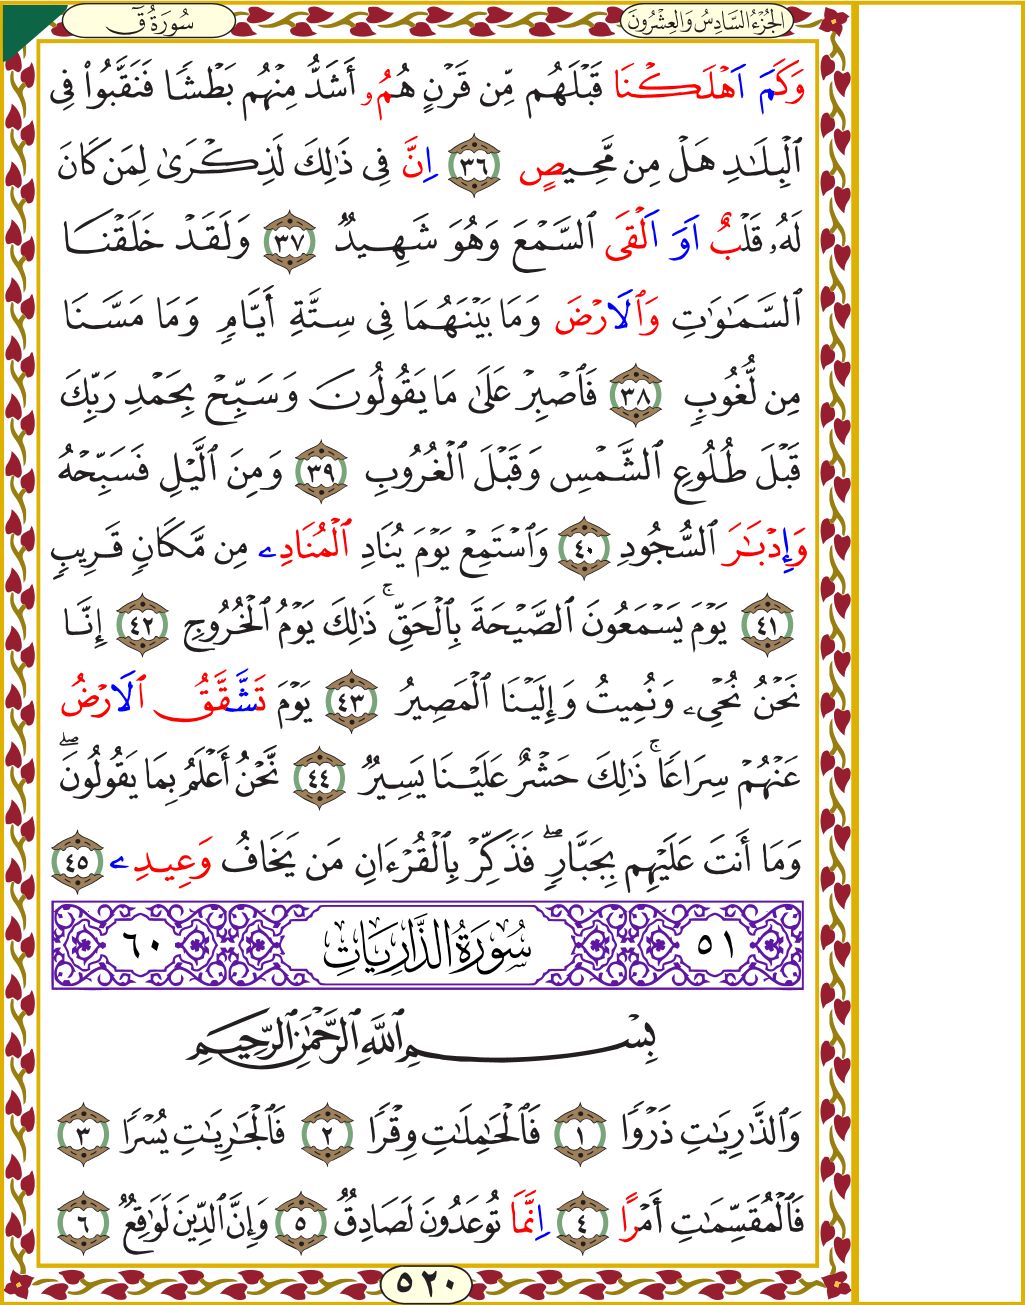 الجُزْءُ السَّادِسُ وَالْعِشْرُونَ
سُورَةُ قٓ
وَكَمَ اَهْلَكْنَا قَبْلَهُم مِّن قَرْنٍ هُمُۥ أَشَدُّ مِنْهُم بَطْشًا فَنَقَّبُوا۟ فِى
ٱلْبِلَـٰدِ هَلْ مِن مَّحِيصٍ ٣٦ اِنَّ فِى ذَٰلِكَ لَذِكْرَىٰ لِمَن كَانَ
لَهُۥ قَلْبٌ اَوَ اَلْقَى ٱلسَّمْعَ وَهُوَ شَهِيدٌ ٣٧ وَلَقَدْ خَلَقْنَا
ٱلسَّمَـٰوَٰتِ وَٱلَارْضَ وَمَا بَيْنَهُمَا فِى سِتَّةِ أَيَّامٍ وَمَا مَسَّنَا
مِن لُّغُوبٍ ٣٨ فَٱصْبِرْ عَلَىٰ مَا يَقُولُونَ وَسَبِّحْ بِحَمْدِ رَبِّكَ
قَبْلَ طُلُوعِ ٱلشَّمْسِ وَقَبْلَ ٱلْغُرُوبِ ٣٩ وَمِنَ ٱلَّيْلِ فَسَبِّحْهُ
وَإِدْبَـٰرَ ٱلسُّجُودِ ٤٠ وَٱسْتَمِعْ يَوْمَ يُنَادِ ٱلْمُنَادِۦ مِن مَّكَانٍ قَرِيبٍ
٤١ يَوْمَ يَسْمَعُونَ ٱلصَّيْحَةَ بِٱلْحَقِّ ۚ ذَٰلِكَ يَوْمُ ٱلْخُرُوجِ ٤٢ إِنَّا
نَحْنُ نُحْىِۦ وَنُمِيتُ وَإِلَيْنَا ٱلْمَصِيرُ ٤٣ يَوْمَ تَشَّقَّقُ ٱلَارْضُ
عَنْهُمْ سِرَاعًا ۚ ذَٰلِكَ حَشْرٌ عَلَيْنَا يَسِيرٌ ٤٤ نَّحْنُ أَعْلَمُ بِمَا يَقُولُونَ ۖ
وَمَا أَنتَ عَلَيْهِم بِجَبَّارٍ ۖ فَذَكِّرْ بِٱلْقُرْءَانِ مَن يَخَافُ وَعِيدِۦ ٤٥
٥١ سُورَةُ الذَّارِيَاتِ ٦٠
بِسْمِ ٱللَّهِ ٱلرَّحْمَـٰنِ ٱلرَّحِيمِ
وَٱلذَّٰرِيَـٰتِ ذَرْوًا ١ فَٱلْحَـٰمِلَـٰتِ وِقْرًا ٢ فَٱلْجَـٰرِيَـٰتِ يُسْرًا ٣
فَٱلْمُقَسِّمَـٰتِ أَمْرًا ٤ اِنَّمَا تُوعَدُونَ لَصَادِقٌ ٥ وَإِنَّ ٱلدِّينَ لَوَٰقِعٌ ٦
٥٢٠